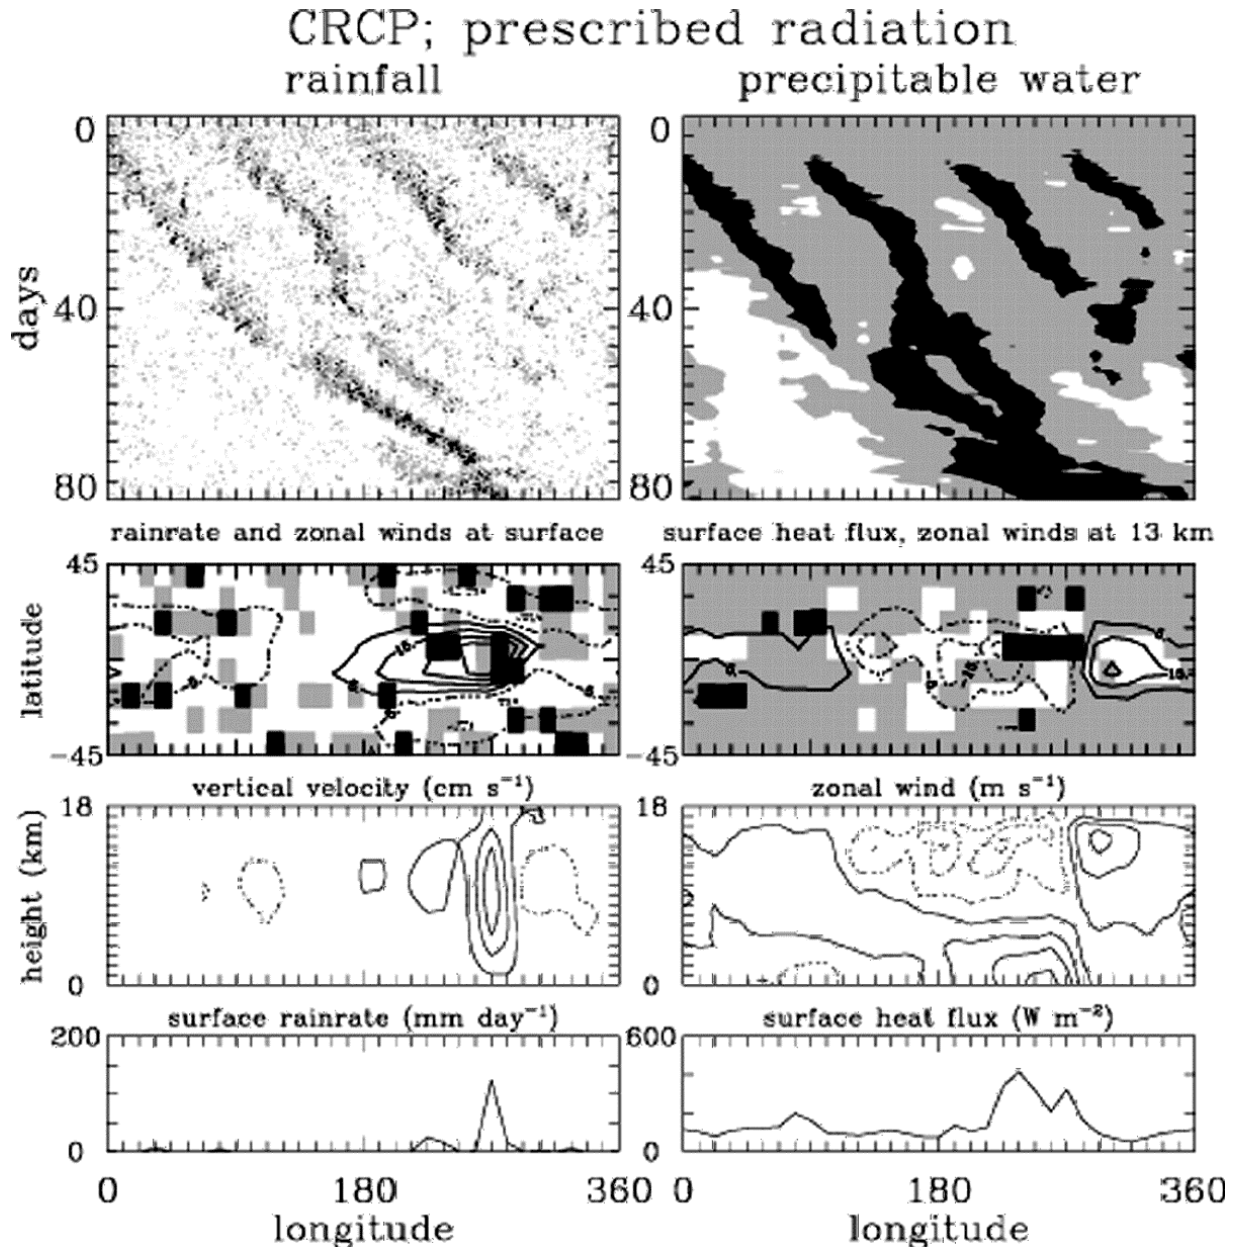 CRCP; prescribed radiation
rainfall
precipitable water
0
40
80
days
0
40
80
rainrate and zonal winds at surface
surface heat flux, zonal winds at 13 km
45
-45
latitude
45
-45
vertical velocity (cm s⁻¹)
zonal wind (m s⁻¹)
18
0
height (km)
18
0
surface rainrate (mm day⁻¹)
surface heat flux (W m⁻²)
200
0
600
0
0 180 360
0 180 360
longitude
longitude